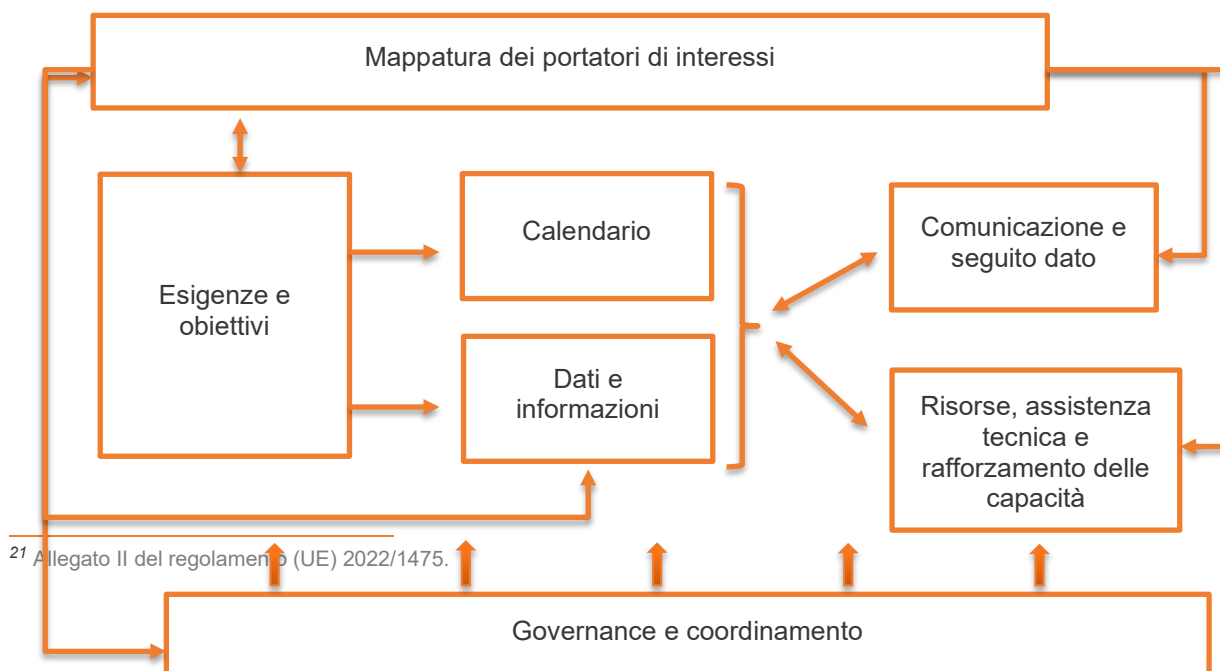 Mappatura dei portatori di interessi
Esigenze e
obiettivi
Calendario
Dati e
informazioni
Comunicazione e
seguito dato
Risorse, assistenza
tecnica e
rafforzamento delle
capacità
21 Allegato II del regolamento (UE) 2022/1475.
Governance e coordinamento